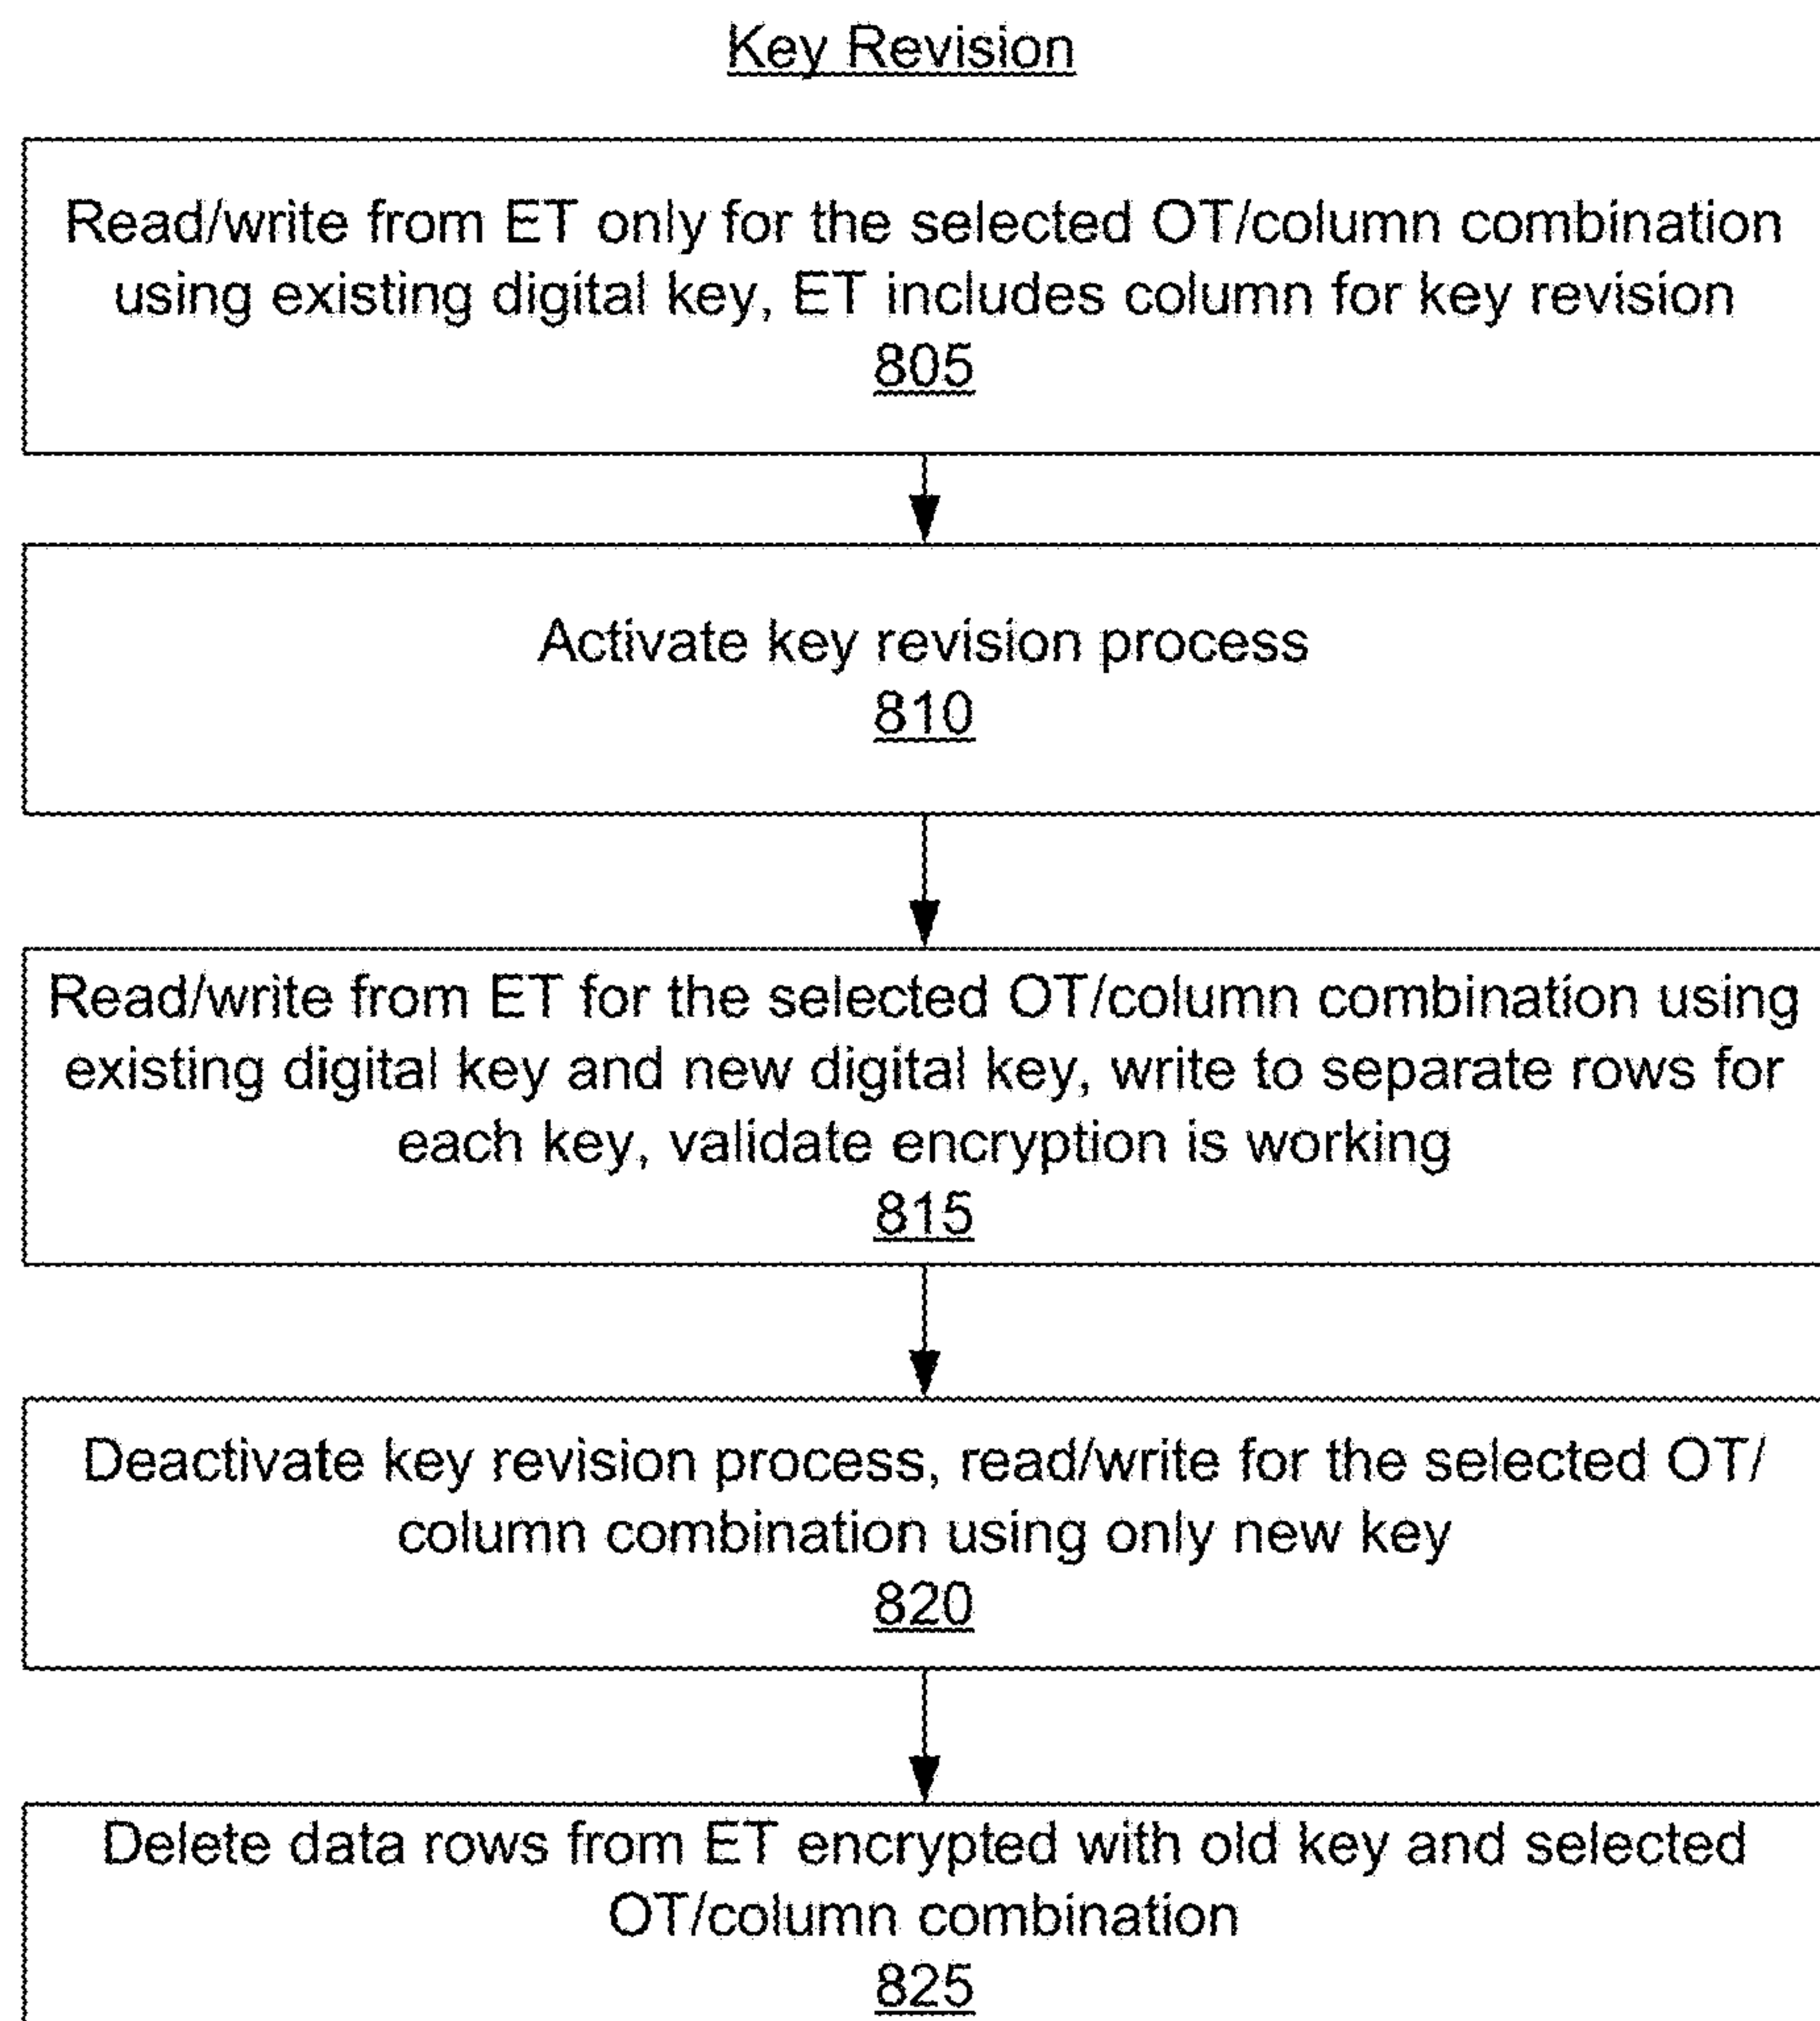 Key Revision
Read/write from ET only for the selected OT/column combination
using existing digital key, ET includes column for key revision
805
Activate key revision process
810
Read/write from ET for the selected OT/column combination using
existing digital key and new digital key, write to separate rows for
each key, validate encryption is working
815
Deactivate key revision process, read/write for the selected OT/
column combination using only new key
820
Delete data rows from ET encrypted with old key and selected
OT/column combination
825